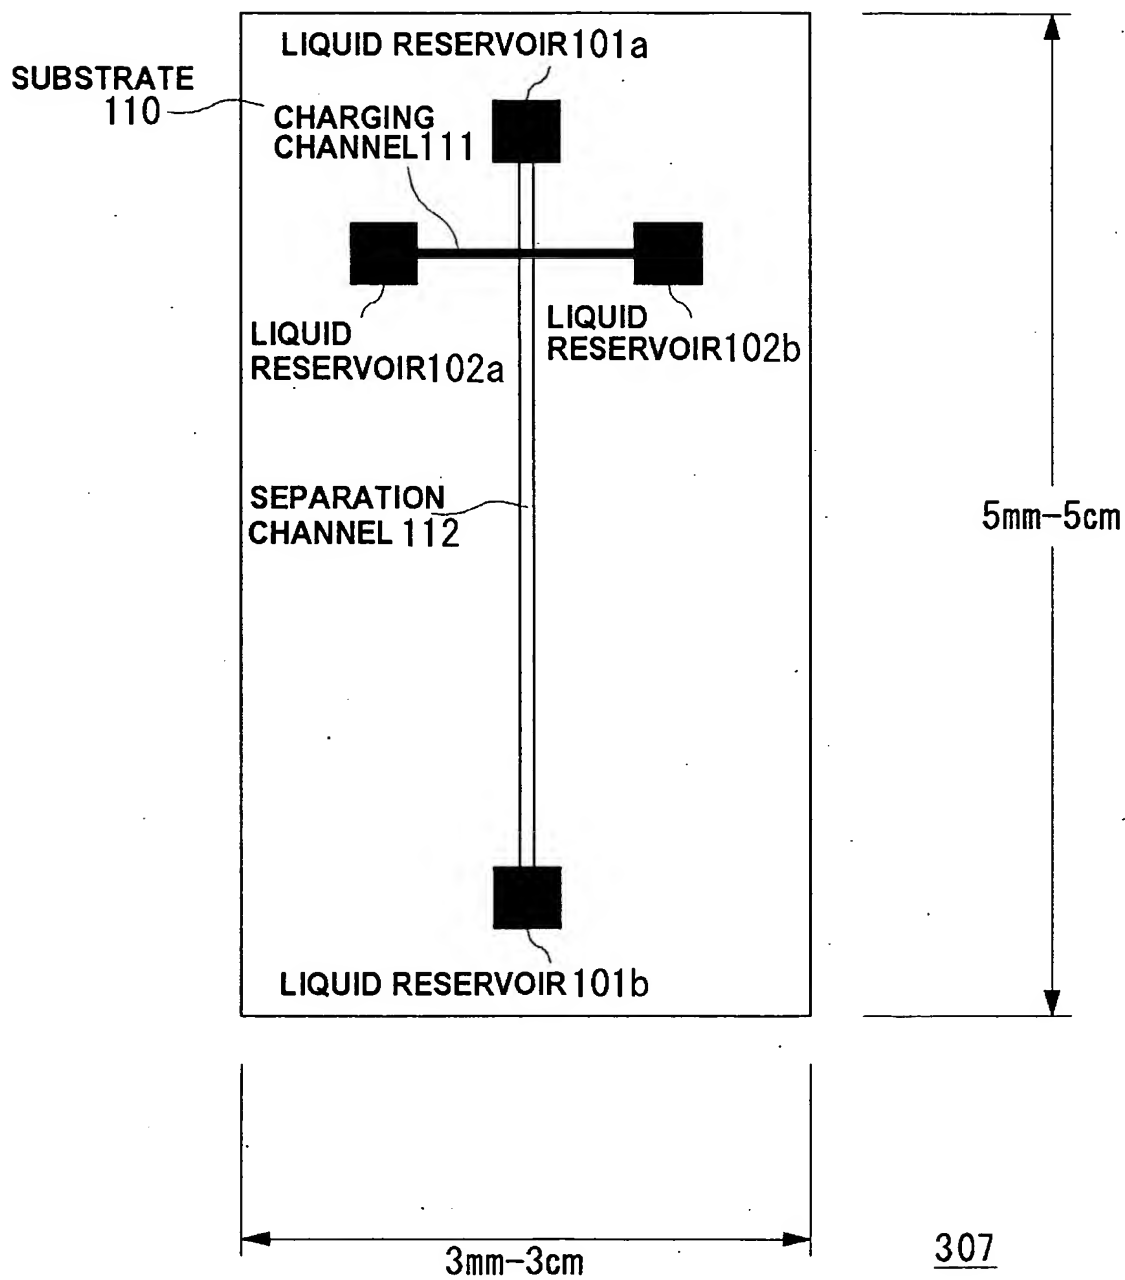 LIQUID RESERVOIR101a
SUBSTRATE
110
CHARGING
CHANNEL111
LIQUID
RESERVOIR102a
LIQUID
RESERVOIR102b
SEPARATION
CHANNEL 112
5mm-5cm
LIQUID RESERVOIR101b
3mm-3cm
307